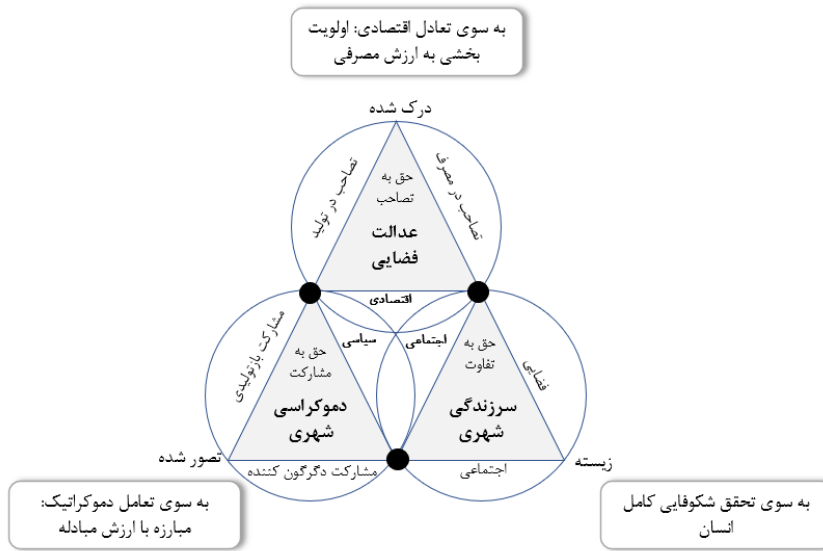 به سوی تعادل اقتصادی: اولویت
بخشی به ارزش مصرفی
درک شده
تصاحب در مصرف
تصاحب در تولید
حق به
تصاحب
عدالت
فضایی
اقتصادی
اجتماعی
سیاسی
فضایی
حق به
تفاوت
سرزندگی
شهری
اجتماعی
زیسته
مشارکت بازتولیدی
حق به
مشارکت
دموکراسی
شهری
مشارکت دگرگون کننده
تصور شده
به سوی تحقق شکوفایی کامل
انسان
به سوی تعامل دموکراتیک:
مبارزه با ارزش مبادله